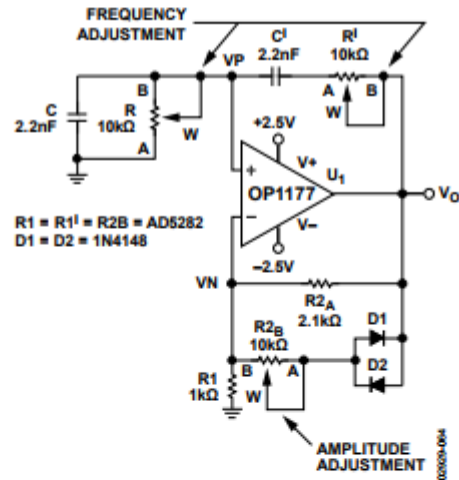 FREQUENCY
ADJUSTMENT
C^I
2.2nF
R^I
10kΩ
VP
A
B
W
C
2.2nF
B
R
10kΩ
W
A
+2.5V
V+
U1
OP1177
+
−
V−
–2.5V
VO
R1 = R1^I = R2B = AD5282
D1 = D2 = 1N4148
VN
R2A
2.1kΩ
D1
R2B
10kΩ
B
A
D2
R1
1kΩ
W
AMPLITUDE
ADJUSTMENT
02929-064